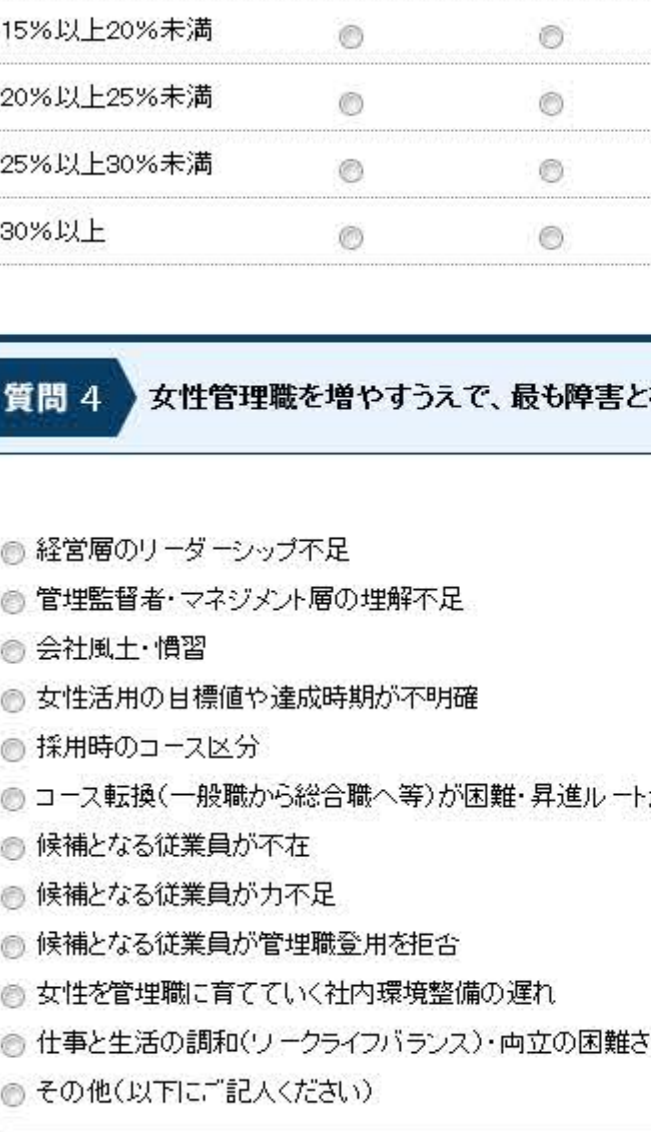 15%以上20%未満
20%以上25%未満
25%以上30%未満
30%以上
質問 4 女性管理職を増やすうえで、最も障害と
経営層のリーダーシップ不足
管理監督者・マネジメント層の理解不足
会社風土・慣習
女性活用の目標値や達成時期が不明確
採用時のコース区分
コース転換(一般職から総合職へ等)が困難・昇進ルート
候補となる従業員が不在
候補となる従業員が力不足
候補となる従業員が管理職登用を拒否
女性を管理職に育てていく社内環境整備の遅れ
仕事と生活の調和(ワークライフバランス)・両立の困難さ
その他(以下にご記入ください)